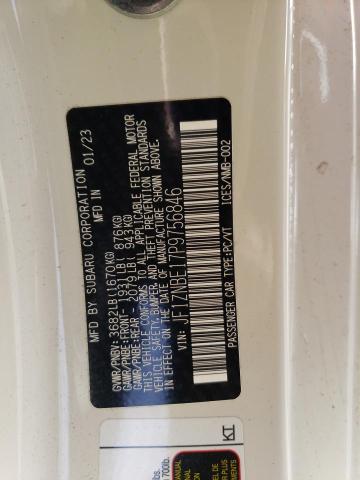 MFD BY SUBARU CORPORATION
MFD IN 01/23
GVWR/PNBV: 3682LB(1670KG)
GAWR/PNBE:FRONT- 1931LB( 876KG)
GAWR/PNBE:REAR - 2079LB( 943KG)
THIS VEHICLE CONFORMS TO ALL APPLICABLE FEDERAL MOTOR
VEHICLE SAFETY, BUMPER, AND THEFT PREVENTION STANDARDS
IN EFFECT ON THE DATE OF MANUFACTURE SHOWN ABOVE.
VIN: JF1ZNBE17P9756846
PASSENGER CAR TYPE:PC/VT
ICES/NMB-002
KT
700lb.